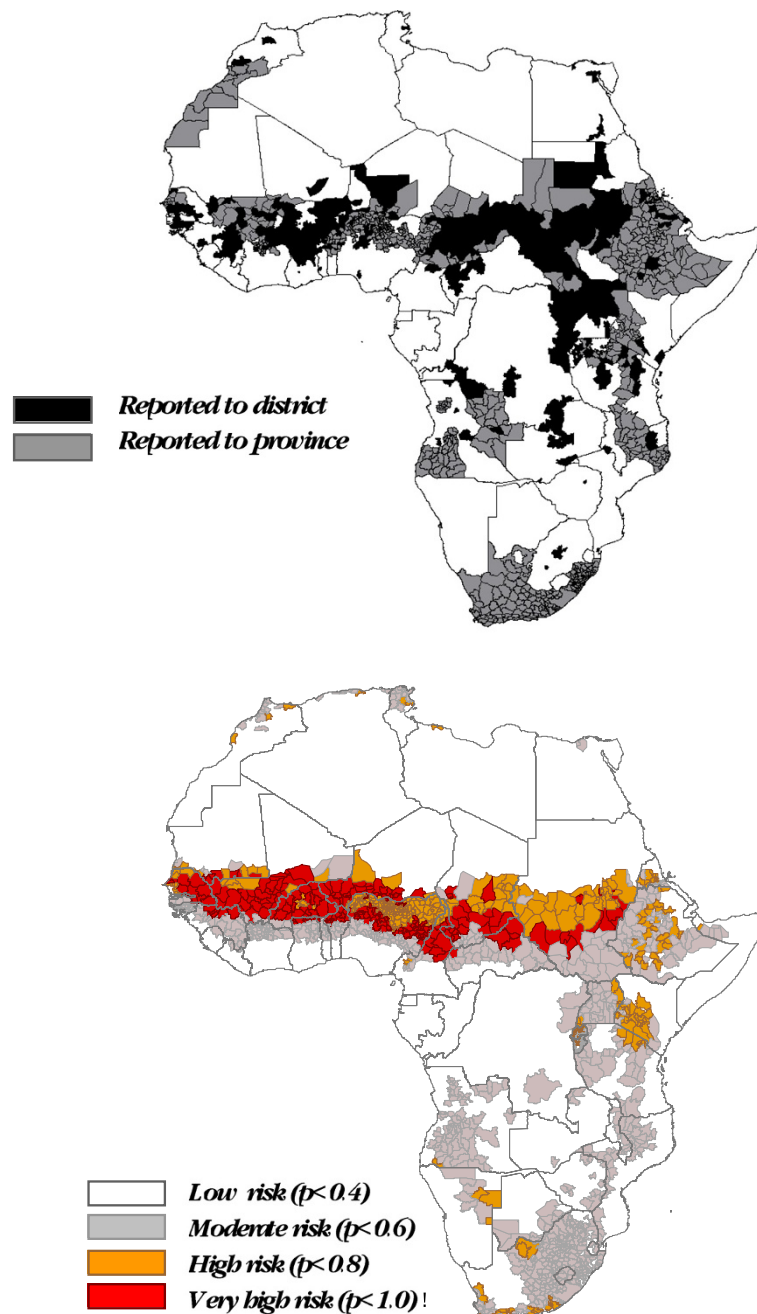 Reported to district
Reported to province
Low risk (p< 0.4)
Moderate risk (p< 0.6)
High risk (p< 0.8)
Very high risk (p< 1.0) !